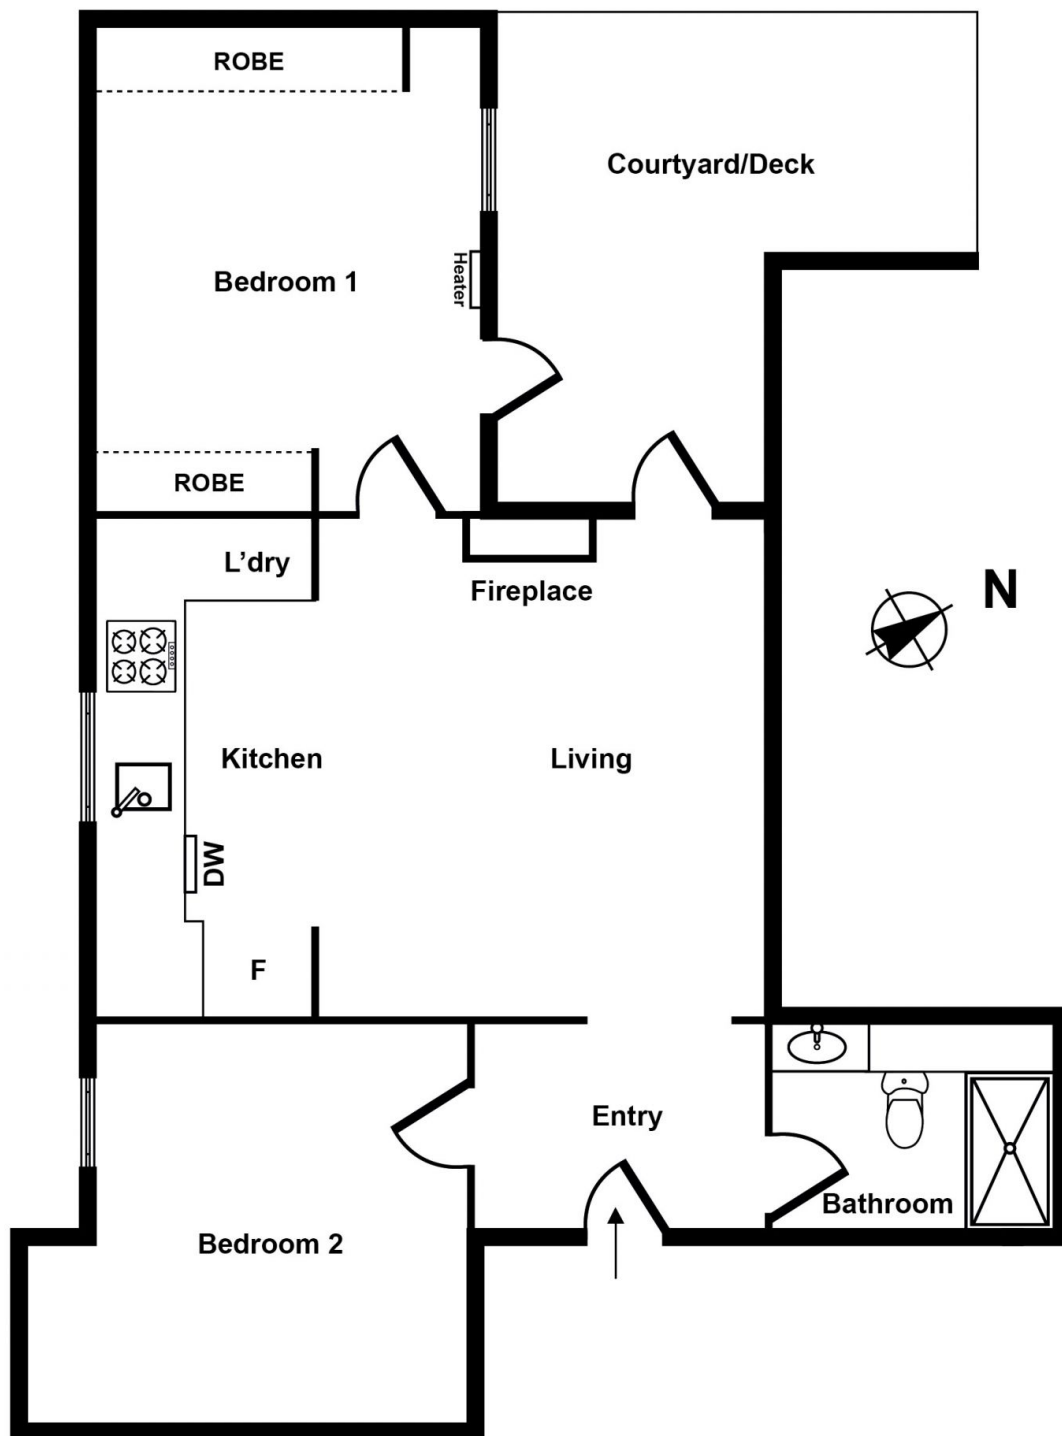 ROBE
Courtyard/Deck
Bedroom 1
Heater
ROBE
L'dry
Fireplace
N
Kitchen
Living
DW
F
Entry
Bathroom
Bedroom 2